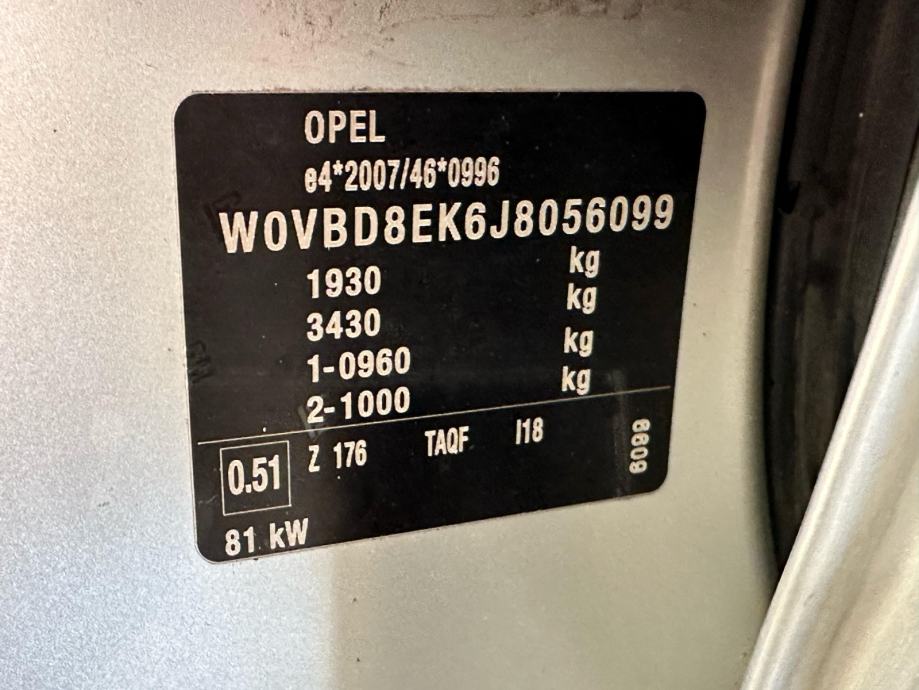 OPEL
e4*2007/46*0996
W0VBD8EK6J8056099
1930 kg
3430 kg
1-0960 kg
2-1000 kg
0.51 Z 176 TAQF I18 6099
81 kW